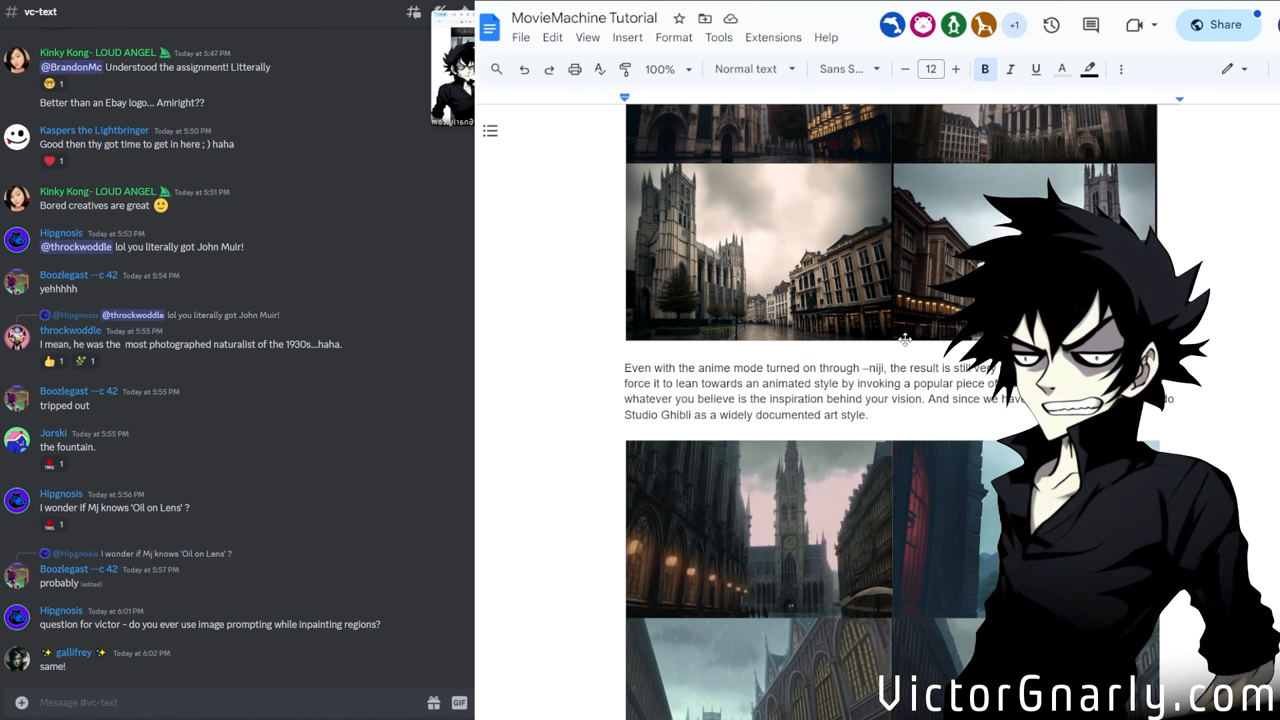 # vc-text
Kinky Kong- LOUD ANGEL Today at 5:47 PM
@BrandonMc Understood the assignment! Litterally
1
Better than an Ebay logo... Amiright??
Kaspers the Lightbringer Today at 5:50 PM
Good then thy got time to get in here ; ) haha
1
Kinky Kong- LOUD ANGEL Today at 5:51 PM
Bored creatives are great
Hipgnosis Today at 5:53 PM
@throckwoddle lol you literally got John Muir!
Boozlegast --c 42 Today at 5:54 PM
yehhhhh
@Hipgnosis @throckwoddle lol you literally got John Muir!
throckwoddle Today at 5:55 PM
I mean, he was the most photographed naturalist of the 1930s...haha.
1 1
Boozlegast --c 42 Today at 5:55 PM
tripped out
Jorski Today at 5:55 PM
the fountain.
1
Hipgnosis Today at 5:56 PM
I wonder if Mj knows 'Oil on Lens' ?
1
@Hipgnosis I wonder if Mj knows 'Oil on Lens' ?
Boozlegast --c 42 Today at 5:57 PM
probably (edited)
Hipgnosis Today at 6:01 PM
question for victor - do you ever use image prompting while inpainting regions?
gallifrey Today at 6:02 PM
same!
Message #vc-text
GIF
MovieMachine Tutorial
+1
Share
File Edit View Insert Format Tools Extensions Help
100% Normal text Sans S... 12 B I U A
Even with the anime mode turned on through –niji, the result is still very
force it to lean towards an animated style by invoking a popular piece of
whatever you believe is the inspiration behind your vision. And since we have do
Studio Ghibli as a widely documented art style.
VictorGnarly.com